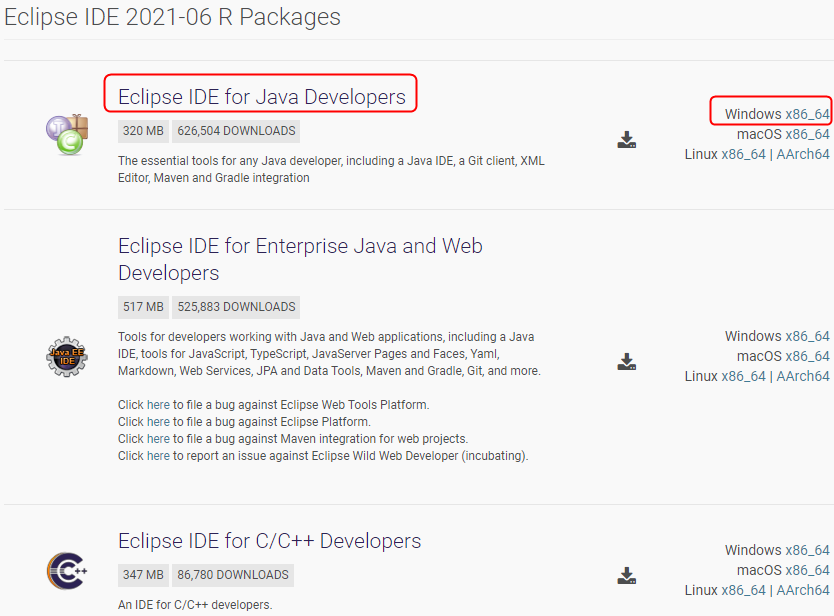 Eclipse IDE 2021-06 R Packages
Eclipse IDE for Java Developers
320 MB 626,504 DOWNLOADS
The essential tools for any Java developer, including a Java IDE, a Git client, XML
Editor, Maven and Gradle integration
Windows x86_64
macOS x86_64
Linux x86_64 | AArch64
Eclipse IDE for Enterprise Java and Web
Developers
517 MB 525,883 DOWNLOADS
Java EE
IDE
Tools for developers working with Java and Web applications, including a Java
IDE, tools for JavaScript, TypeScript, JavaServer Pages and Faces, Yaml,
Markdown, Web Services, JPA and Data Tools, Maven and Gradle, Git, and more.
Click here to file a bug against Eclipse Web Tools Platform.
Click here to file a bug against Eclipse Platform.
Click here to file a bug against Maven integration for web projects.
Click here to report an issue against Eclipse Wild Web Developer (incubating).
Windows x86_64
macOS x86_64
Linux x86_64 | AArch64
Eclipse IDE for C/C++ Developers
347 MB 86,780 DOWNLOADS
C++
An IDE for C/C++ developers.
Windows x86_64
macOS x86_64
Linux x86_64 | AArch64